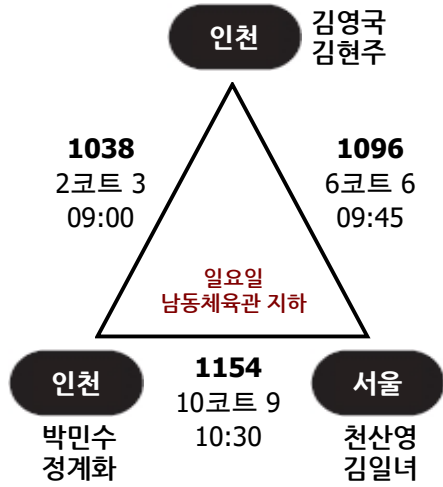 인천
김영국
김현주
1038
2코트 3
09:00
1096
6코트 6
09:45
일요일
남동체육관 지하
인천
박민수
정계화
1154
10코트 9
10:30
서울
천산영
김일녀